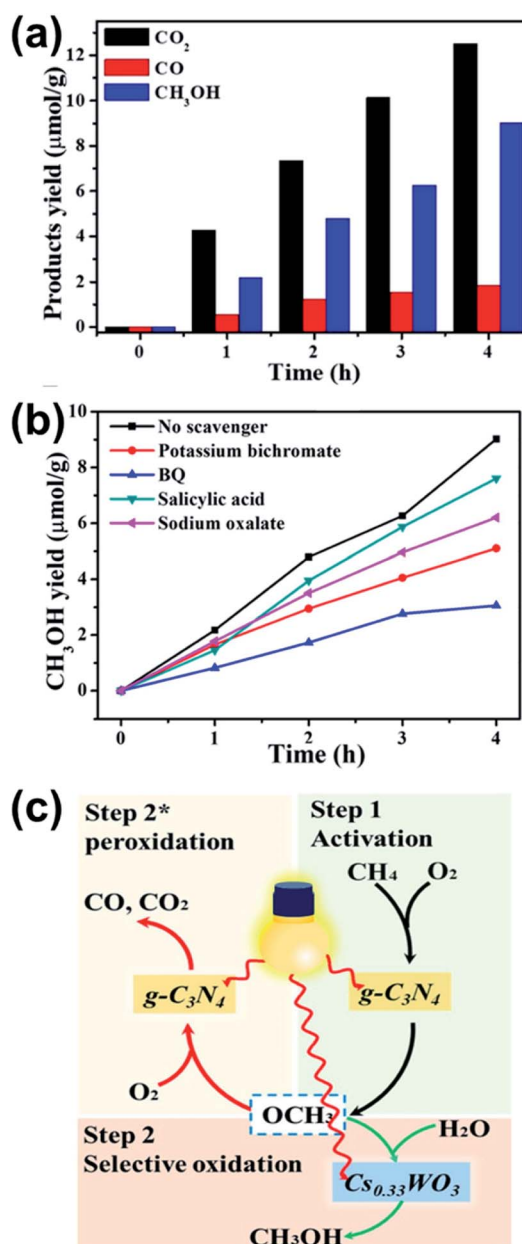 (a)
CO₂
CO
CH₃OH
Products yield (μmol/g)
12
10
8
6
4
2
0
0 1 2 3 4
Time (h)
(b)
No scavenger
Potassium bichromate
BQ
Salicylic acid
Sodium oxalate
CH₃OH yield (μmol/g)
10
8
6
4
2
0
0 1 2 3 4
Time (h)
(c)
Step 2*
peroxidation
Step 1
Activation
CH₄ O₂
CO, CO₂
g-C₃N₄
g-C₃N₄
O₂
OCH₃
H₂O
Step 2
Selective oxidation
Cs₀.₃₃WO₃
CH₃OH